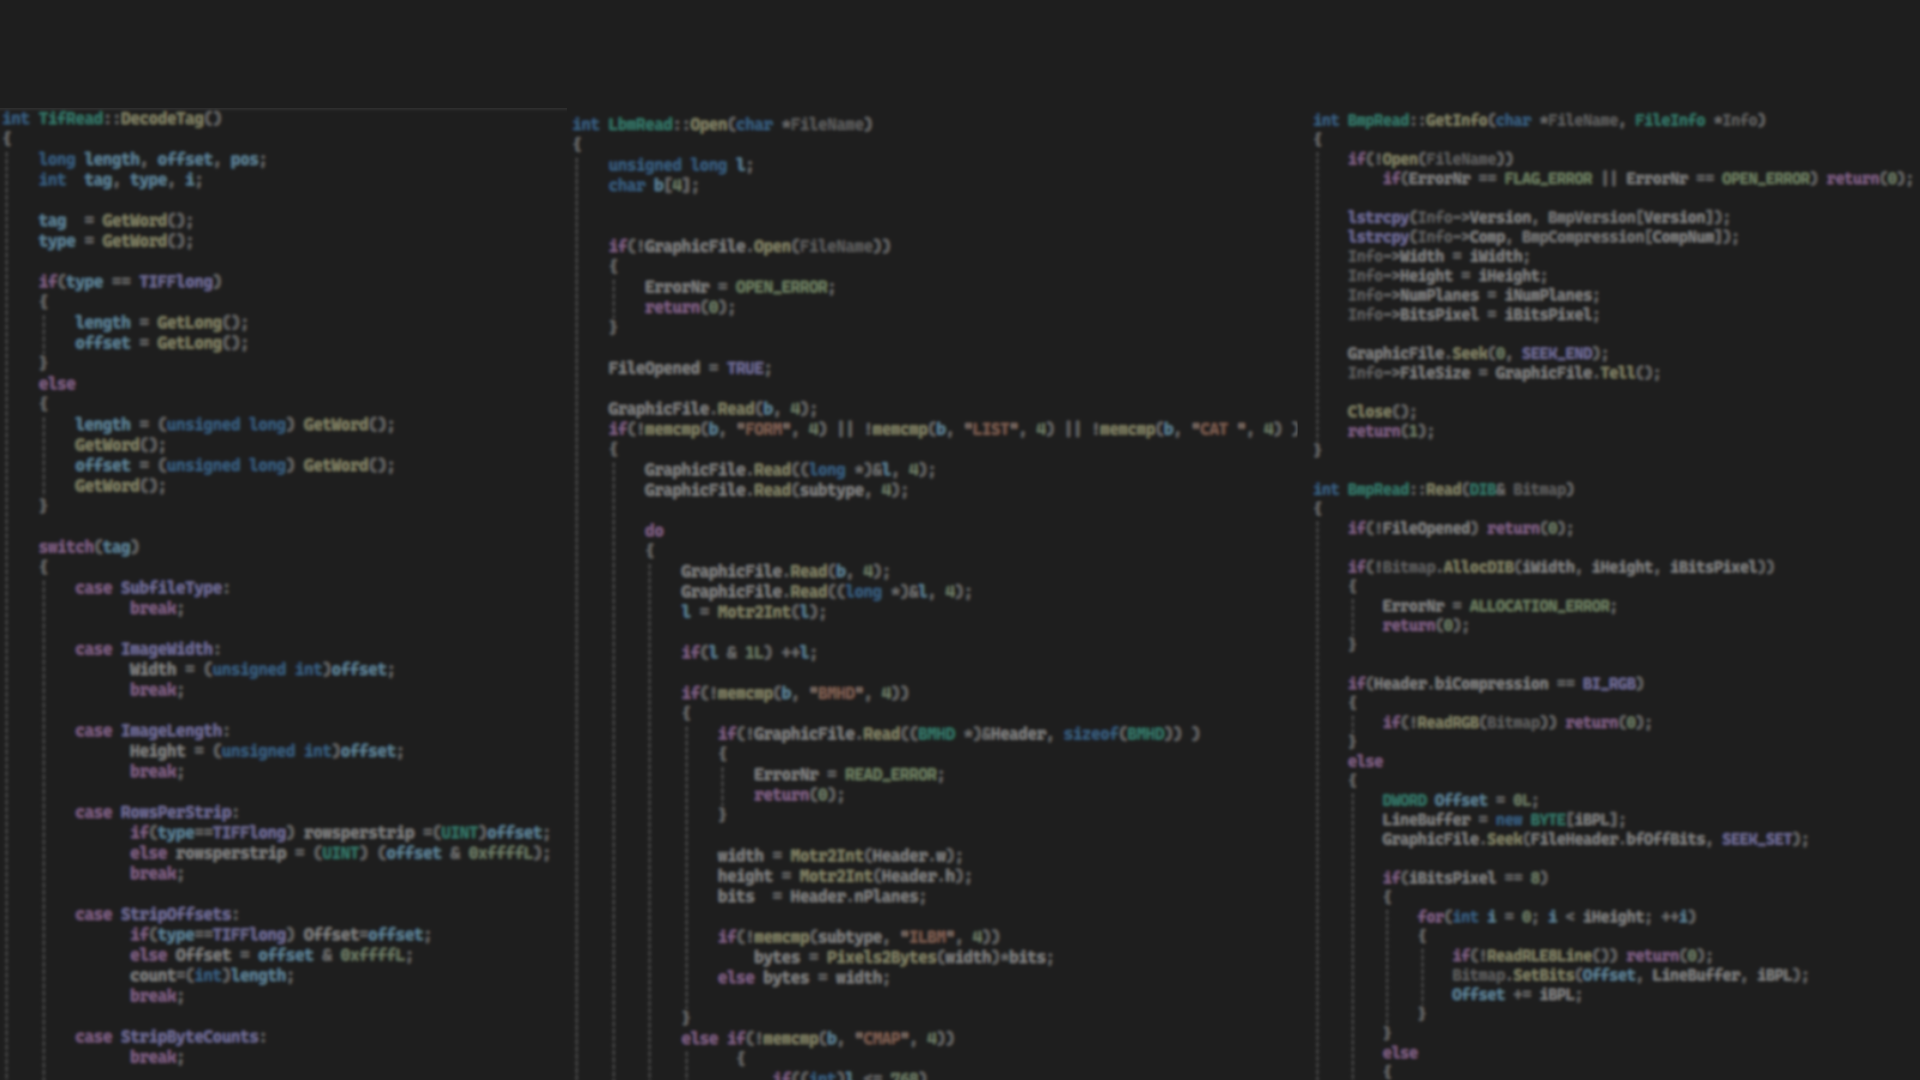 int TifRead::DecodeTag()
{
long length, offset, pos;
int tag, type, i;
tag = GetWord();
type = GetWord();
if(type == TIFFlong)
{
length = GetLong();
offset = GetLong();
}
else
{
length = (unsigned long) GetWord();
GetWord();
offset = (unsigned long) GetWord();
GetWord();
}
switch(tag)
{
case SubfileType:
break;
case ImageWidth:
Width = (unsigned int)offset;
break;
case ImageLength:
Height = (unsigned int)offset;
break;
case RowsPerStrip:
if(type==TIFFlong) rowsperstrip =(UINT)offset;
else rowsperstrip = (UINT) (offset & 0xffffL);
break;
case StripOffsets:
if(type==TIFFlong) Offset=offset;
else Offset = offset & 0xffffL;
count=(int)length;
break;
case StripByteCounts:
break;
int LbmRead::Open(char *FileName)
{
unsigned long l;
char b[4];
if(!GraphicFile.Open(FileName))
{
ErrorNr = OPEN_ERROR;
return(0);
}
FileOpened = TRUE;
GraphicFile.Read(b, 4);
if(!memcmp(b, "FORM", 4) || !memcmp(b, "LIST", 4) || !memcmp(b, "CAT ", 4) )
{
GraphicFile.Read((long *)&l, 4);
GraphicFile.Read(subtype, 4);
do
{
GraphicFile.Read(b, 4);
GraphicFile.Read((long *)&l, 4);
l = Motr2Int(l);
if(l & 1L) ++l;
if(!memcmp(b, "BMHD", 4))
{
if(!GraphicFile.Read((BMHD *)&Header, sizeof(BMHD)) )
{
ErrorNr = READ_ERROR;
return(0);
}
width = Motr2Int(Header.w);
height = Motr2Int(Header.h);
bits = Header.nPlanes;
if(!memcmp(subtype, "ILBM", 4))
bytes = Pixels2Bytes(width)*bits;
else bytes = width;
}
else if(!memcmp(b, "CMAP", 4))
{
if((int)l <= 768)
int BmpRead::GetInfo(char *FileName, FileInfo *Info)
{
if(!Open(FileName))
if(ErrorNr == FLAG_ERROR || ErrorNr == OPEN_ERROR) return(0);
lstrcpy(Info->Version, BmpVersion[Version]);
lstrcpy(Info->Comp, BmpCompression[CompNum]);
Info->Width = iWidth;
Info->Height = iHeight;
Info->NumPlanes = iNumPlanes;
Info->BitsPixel = iBitsPixel;
GraphicFile.Seek(0, SEEK_END);
Info->FileSize = GraphicFile.Tell();
Close();
return(1);
}
int BmpRead::Read(DIB& Bitmap)
{
if(!FileOpened) return(0);
if(!Bitmap.AllocDIB(iWidth, iHeight, iBitsPixel))
{
ErrorNr = ALLOCATION_ERROR;
return(0);
}
if(Header.biCompression == BI_RGB)
{
if(!ReadRGB(Bitmap)) return(0);
}
else
{
DWORD Offset = 0L;
LineBuffer = new BYTE[iBPL];
GraphicFile.Seek(FileHeader.bfOffBits, SEEK_SET);
if(iBitsPixel == 8)
{
for(int i = 0; i < iHeight; ++i)
{
if(!ReadRLE8Line()) return(0);
Bitmap.SetBits(Offset, LineBuffer, iBPL);
Offset += iBPL;
}
}
else
{